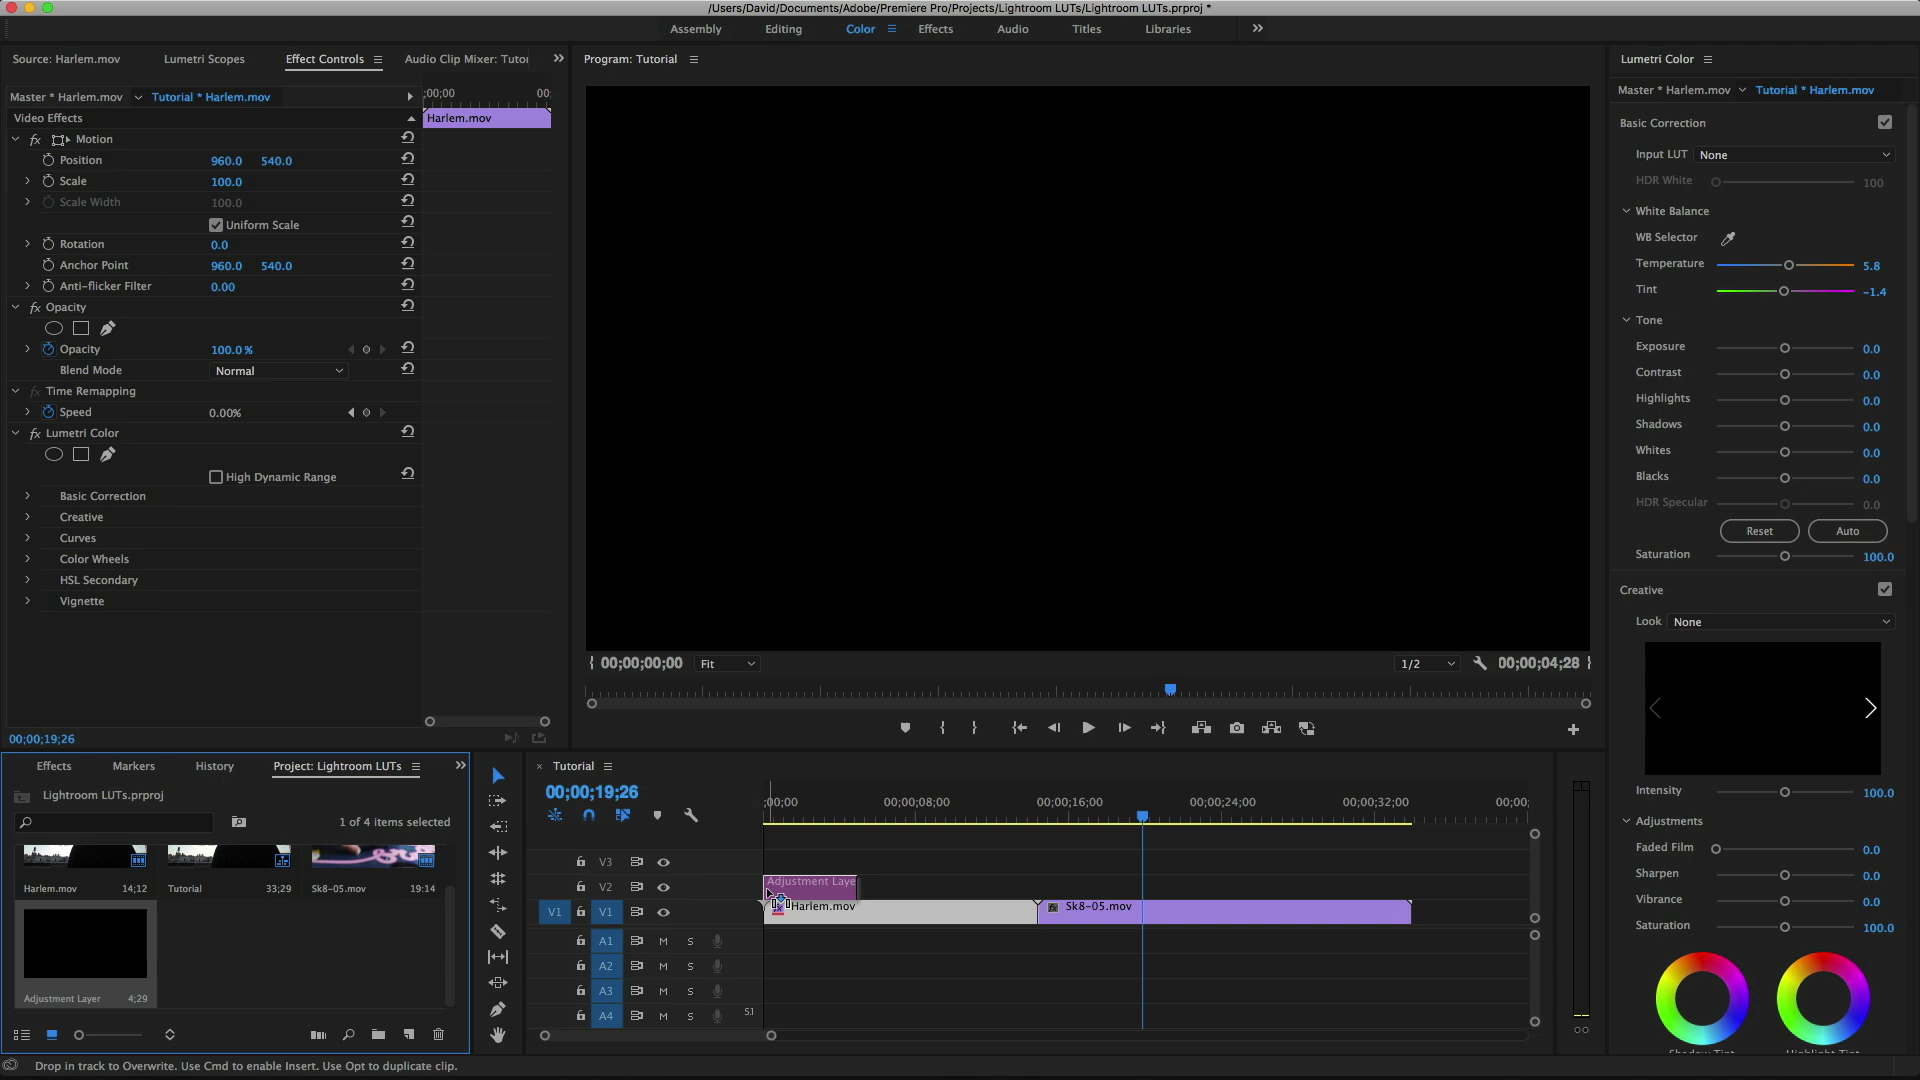 /Users/David/Documents/Adobe/Premiere Pro/Projects/Lightroom LUTs/Lightroom LUTs.prproj *
Assembly Editing Color Effects Audio Titles Libraries
Source: Harlem.mov Lumetri Scopes Effect Controls Audio Clip Mixer: Tutor
Master * Harlem.mov Tutorial * Harlem.mov
;00;00 00;
Video Effects
Harlem.mov
fx Motion
Position 960.0 540.0
Scale 100.0
Scale Width 100.0
Uniform Scale
Rotation 0.0
Anchor Point 960.0 540.0
Anti-flicker Filter 0.00
fx Opacity
Opacity 100.0 %
Blend Mode Normal
fx Time Remapping
Speed 0.00%
fx Lumetri Color
High Dynamic Range
Basic Correction
Creative
Curves
Color Wheels
HSL Secondary
Vignette
00;00;19;26
Program: Tutorial
00;00;00;00 Fit 1/2 00;00;04;28
Lumetri Color
Master * Harlem.mov Tutorial * Harlem.mov
Basic Correction
Input LUT None
HDR White 100
White Balance
WB Selector
Temperature 5.8
Tint -1.4
Tone
Exposure 0.0
Contrast 0.0
Highlights 0.0
Shadows 0.0
Whites 0.0
Blacks 0.0
HDR Specular 0.0
Reset Auto
Saturation 100.0
Creative
Look None
Intensity 100.0
Adjustments
Faded Film 0.0
Sharpen 0.0
Vibrance 0.0
Saturation 100.0
Shadow Tint Highlight Tint
Effects Markers History Project: Lightroom LUTs
Lightroom LUTs.prproj
1 of 4 items selected
Harlem.mov 14;12 Tutorial 33;29 Sk8-05.mov 19:14
Adjustment Layer 4;29
Tutorial
00;00;19;26
;00;00 00;00;08;00 00;00;16;00 00;00;24;00 00;00;32;00 00;00;
V3
V2 Adjustment Laye
V1 V1 Harlem.mov fx Sk8-05.mov
A1 M S
A2 M S
A3 M S
A4 M S 5.1
S S
Drop in track to Overwrite. Use Cmd to enable Insert. Use Opt to duplicate clip.